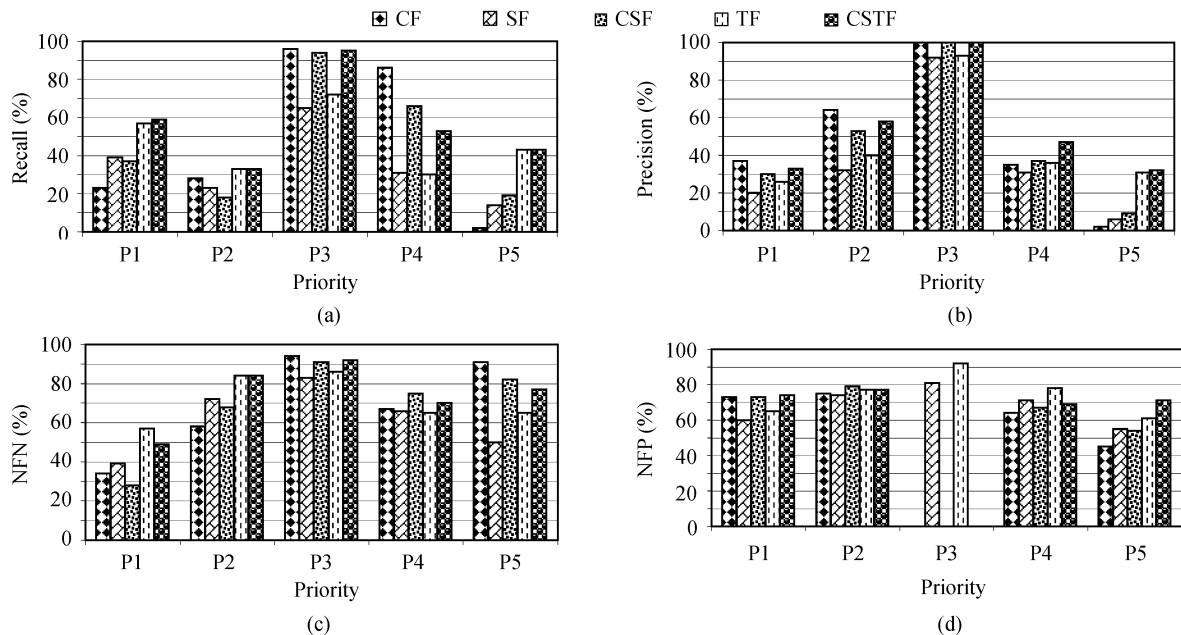 CF SF CSF TF CSTF
100
80
60
40
20
0
Recall (%)
P1 P2 P3 P4 P5
Priority
(a)
100
80
60
40
20
0
Precision (%)
P1 P2 P3 P4 P5
Priority
(b)
100
80
60
40
20
0
NFN (%)
P1 P2 P3 P4 P5
Priority
(c)
100
80
60
40
20
0
NFP (%)
P1 P2 P3 P4 P5
Priority
(d)